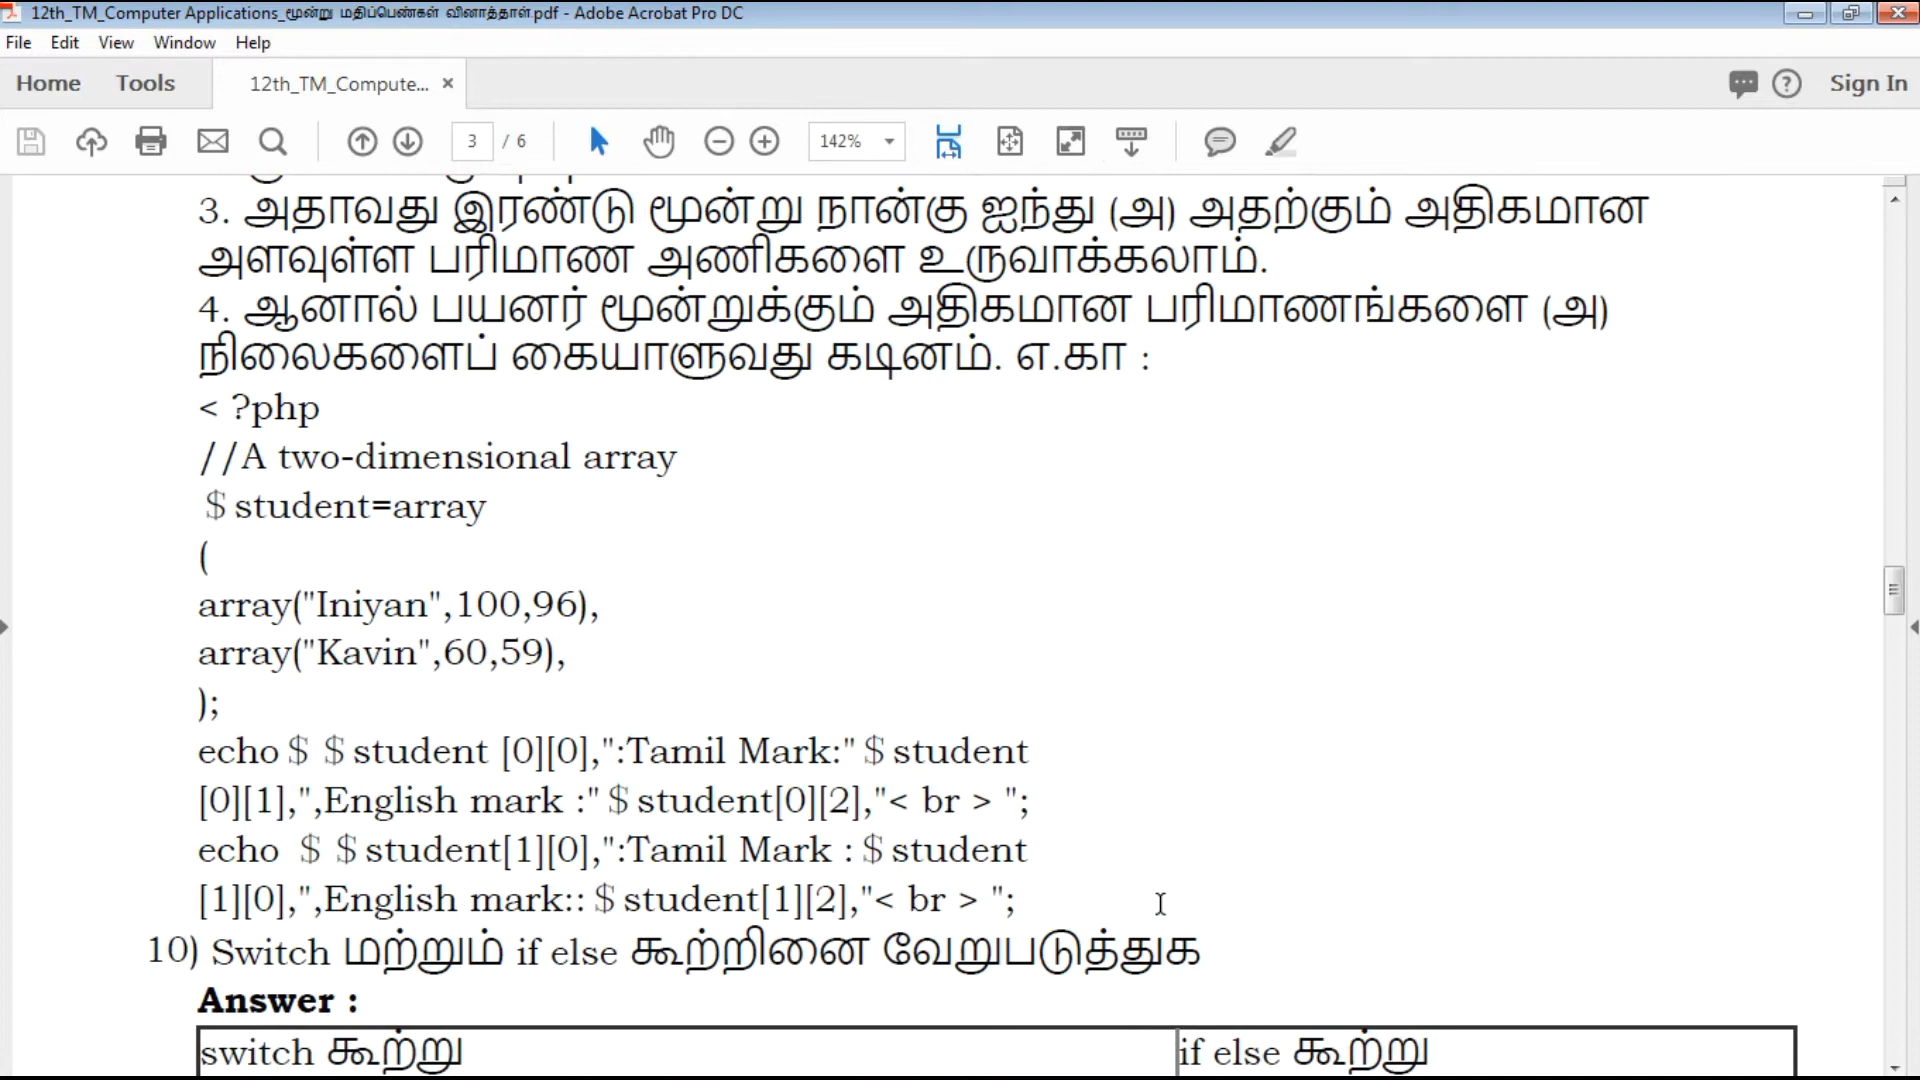 12th_TM_Computer Applications_மூன்று மதிப்பெண்கள் வினாத்தாள்.pdf - Adobe Acrobat Pro DC
File Edit View Window Help
Home Tools 12th_TM_Compute... × Sign In
3 / 6 142%
3. அதாவது இரண்டு மூன்று நான்கு ஐந்து (அ) அதற்கும் அதிகமான
அளவுள்ள பரிமாண அணிகளை உருவாக்கலாம்.
4. ஆனால் பயனர் மூன்றுக்கும் அதிகமான பரிமாணங்களை (அ)
நிலைகளைப் கையாளுவது கடினம். எ.கா :
< ?php
//A two-dimensional array
$ student=array
(
array("Iniyan",100,96),
array("Kavin",60,59),
);
echo $ $ student [0][0],":Tamil Mark:" $ student
[0][1],",English mark :" $ student[0][2],"< br > ";
echo $ $ student[1][0],":Tamil Mark : $ student
[1][0],",English mark:: $ student[1][2],"< br > ";
10) Switch மற்றும் if else கூற்றினை வேறுபடுத்துக
Answer :
switch கூற்று if else கூற்று